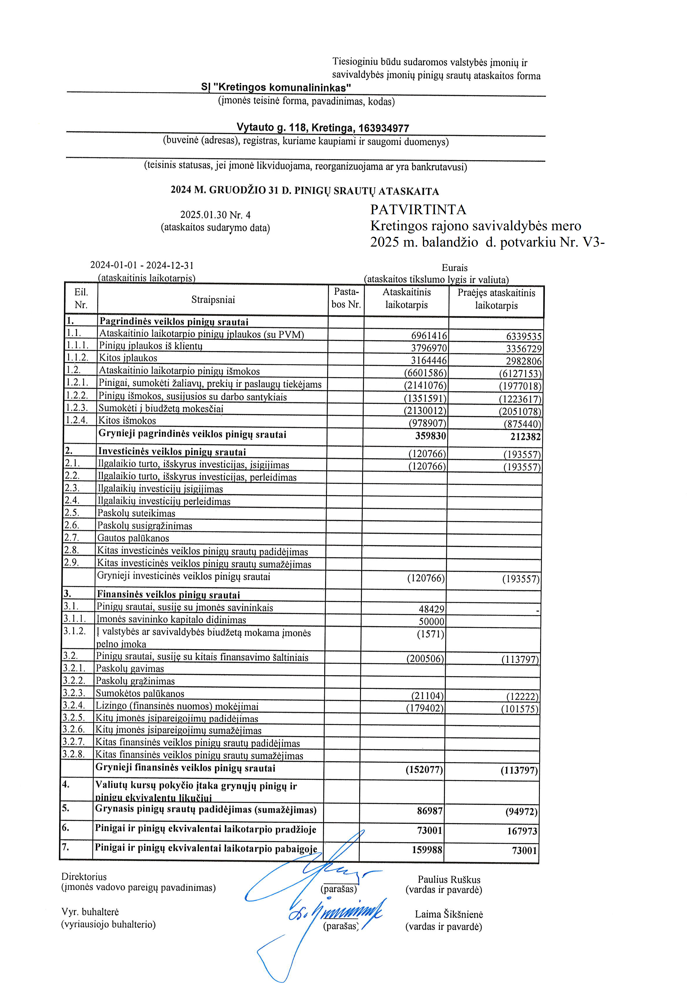 Tiesioginiu būdu sudaromos valstybės įmonių ir
savivaldybės įmonių pinigų srautų ataskaitos forma
SĮ "Kretingos komunalininkas"
(įmonės teisinė forma, pavadinimas, kodas)
Vytauto g. 118, Kretinga, 163934977
(buveinė (adresas), registras, kuriame kaupiami ir saugomi duomenys)
(teisinis statusas, jei įmonė likviduojama, reorganizuojama ar yra bankrutavusi)
2024 M. GRUODŽIO 31 D. PINIGŲ SRAUTŲ ATASKAITA
2025.01.30 Nr. 4
(ataskaitos sudarymo data)
PATVIRTINTA
Kretingos rajono savivaldybės mero
2025 m. balandžio d. potvarkiu Nr. V3-
2024-01-01 - 2024-12-31
(ataskaitinis laikotarpis)
Eurais
(ataskaitos tikslumo lygis ir valiuta)
Eil. Nr. Straipsniai Pasta-bos Nr. Ataskaitinis laikotarpis Praėjęs ataskaitinis laikotarpis
1. Pagrindinės veiklos pinigų srautai
1.1. Ataskaitinio laikotarpio pinigų įplaukos (su PVM) 6961416 6339535
1.1.1. Pinigų įplaukos iš klientų 3796970 3356729
1.1.2. Kitos įplaukos 3164446 2982806
1.2. Ataskaitinio laikotarpio pinigų išmokos (6601586) (6127153)
1.2.1. Pinigai, sumokėti žaliavų, prekių ir paslaugų tiekėjams (2141076) (1977018)
1.2.2. Pinigų išmokos, susijusios su darbo santykiais (1351591) (1223617)
1.2.3. Sumokėti į biudžetą mokesčiai (2130012) (2051078)
1.2.4. Kitos išmokos (978907) (875440)
Grynieji pagrindinės veiklos pinigų srautai 359830 212382
2. Investicinės veiklos pinigų srautai (120766) (193557)
2.1. Ilgalaikio turto, išskyrus investicijas, įsigijimas (120766) (193557)
2.2. Ilgalaikio turto, išskyrus investicijas, perleidimas
2.3. Ilgalaikių investicijų įsigijimas
2.4. Ilgalaikių investicijų perleidimas
2.5. Paskolų suteikimas
2.6. Paskolų susigrąžinimas
2.7. Gautos palūkanos
2.8. Kitas investicinės veiklos pinigų srautų padidėjimas
2.9. Kitas investicinės veiklos pinigų srautų sumažėjimas
Grynieji investicinės veiklos pinigų srautai (120766) (193557)
3. Finansinės veiklos pinigų srautai
3.1. Pinigų srautai, susiję su įmonės savininkais 48429 -
3.1.1. Įmonės savininko kapitalo didinimas 50000
3.1.2. Į valstybės ar savivaldybės biudžetą mokama įmonės (1571)
pelno įmoka
3.2. Pinigų srautai, susiję su kitais finansavimo šaltiniais (200506) (113797)
3.2.1. Paskolų gavimas
3.2.2. Paskolų grąžinimas
3.2.3. Sumokėtos palūkanos (21104) (12222)
3.2.4. Lizingo (finansinės nuomos) mokėjimai (179402) (101575)
3.2.5. Kitų įmonės įsipareigojimų padidėjimas
3.2.6. Kitų įmonės įsipareigojimų sumažėjimas
3.2.7. Kitas finansinės veiklos pinigų srautų padidėjimas
3.2.8. Kitas finansinės veiklos pinigų srautų sumažėjimas
Grynieji finansinės veiklos pinigų srautai (152077) (113797)
4. Valiutų kursų pokyčio įtaka grynųjų pinigų ir
pinigų ekvivalentų likučiui
5. Grynasis pinigų srautų padidėjimas (sumažėjimas) 86987 (94972)
6. Pinigai ir pinigų ekvivalentai laikotarpio pradžioje 73001 167973
7. Pinigai ir pinigų ekvivalentai laikotarpio pabaigoje 159988 73001
Direktorius Paulius Ruškus
(įmonės vadovo pareigų pavadinimas) (parašas) (vardas ir pavardė)
Vyr. buhalterė Laima Šikšnienė
(vyriausiojo buhalterio) (parašas) (vardas ir pavardė)